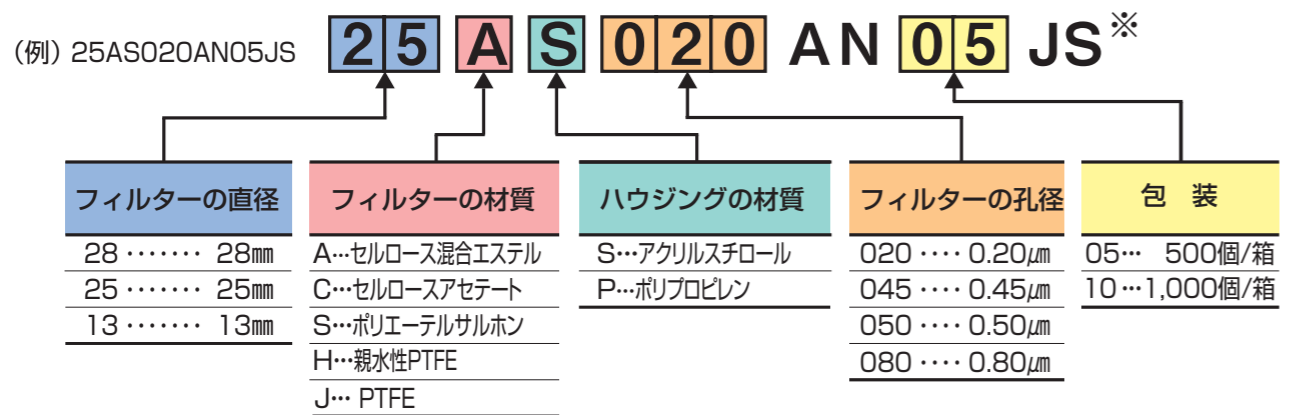 （例）25AS020AN05JS 25 A S 020 AN 05 JS※
フィルターの直径
28 ······· 28㎜
25 ······· 25㎜
13 ······· 13㎜
フィルターの材質
A…セルロース混合エステル
C…セルロースアセテート
S…ポリエーテルサルホン
H…親水性PTFE
J… PTFE
ハウジングの材質
S…アクリルスチロール
P…ポリプロピレン
フィルターの孔径
020 ···· 0.20㎛
045 ···· 0.45㎛
050 ···· 0.50㎛
080 ···· 0.80㎛
包　装
05… 500個/箱
10…1,000個/箱